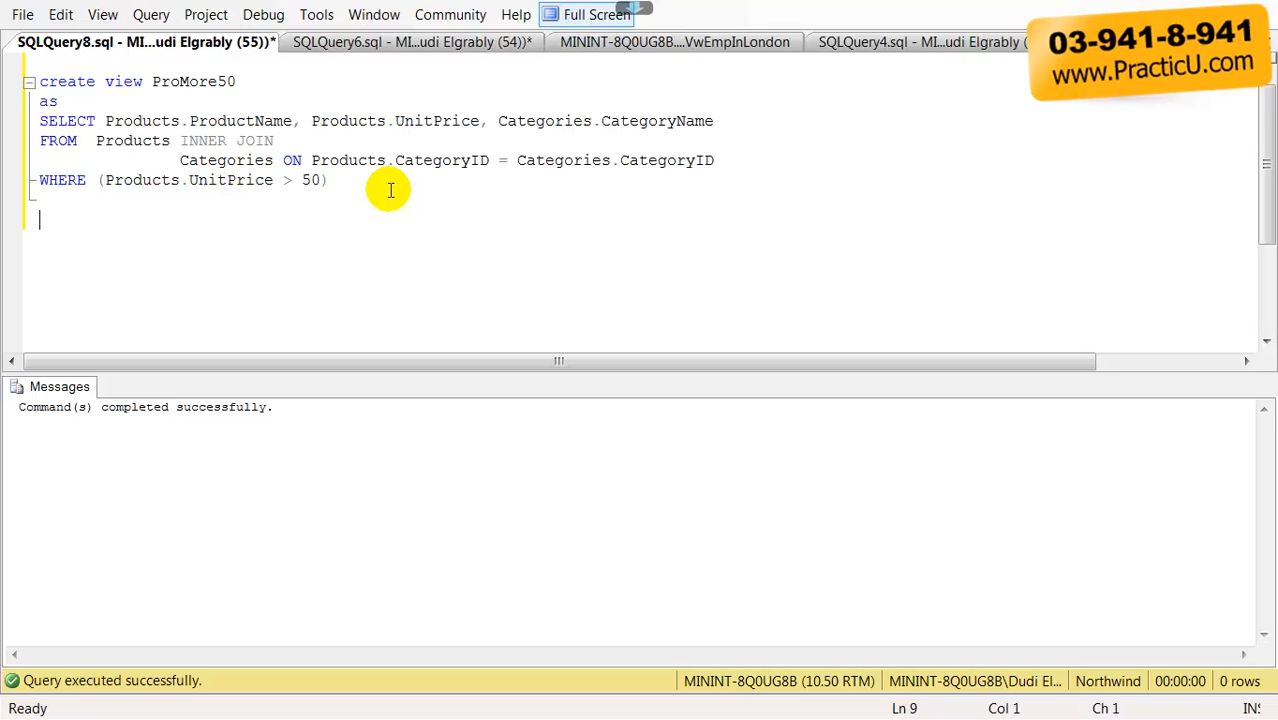 File Edit View Query Project Debug Tools Window Community Help Full Screen
SQLQuery8.sql - MI...udi Elgrably (55))* SQLQuery6.sql - MI...udi Elgrably (54))* MININT-8Q0UG8B....VwEmpInLondon SQLQuery4.sql - MI...udi Elgrably (
03-941-8-941
www.PracticU.com
create view ProMore50
as
SELECT Products.ProductName, Products.UnitPrice, Categories.CategoryName
FROM Products INNER JOIN
Categories ON Products.CategoryID = Categories.CategoryID
WHERE (Products.UnitPrice > 50)
Messages
Command(s) completed successfully.
Query executed successfully. MININT-8Q0UG8B (10.50 RTM) MININT-8Q0UG8B\Dudi El... Northwind 00:00:00 0 rows
Ready Ln 9 Col 1 Ch 1 INS